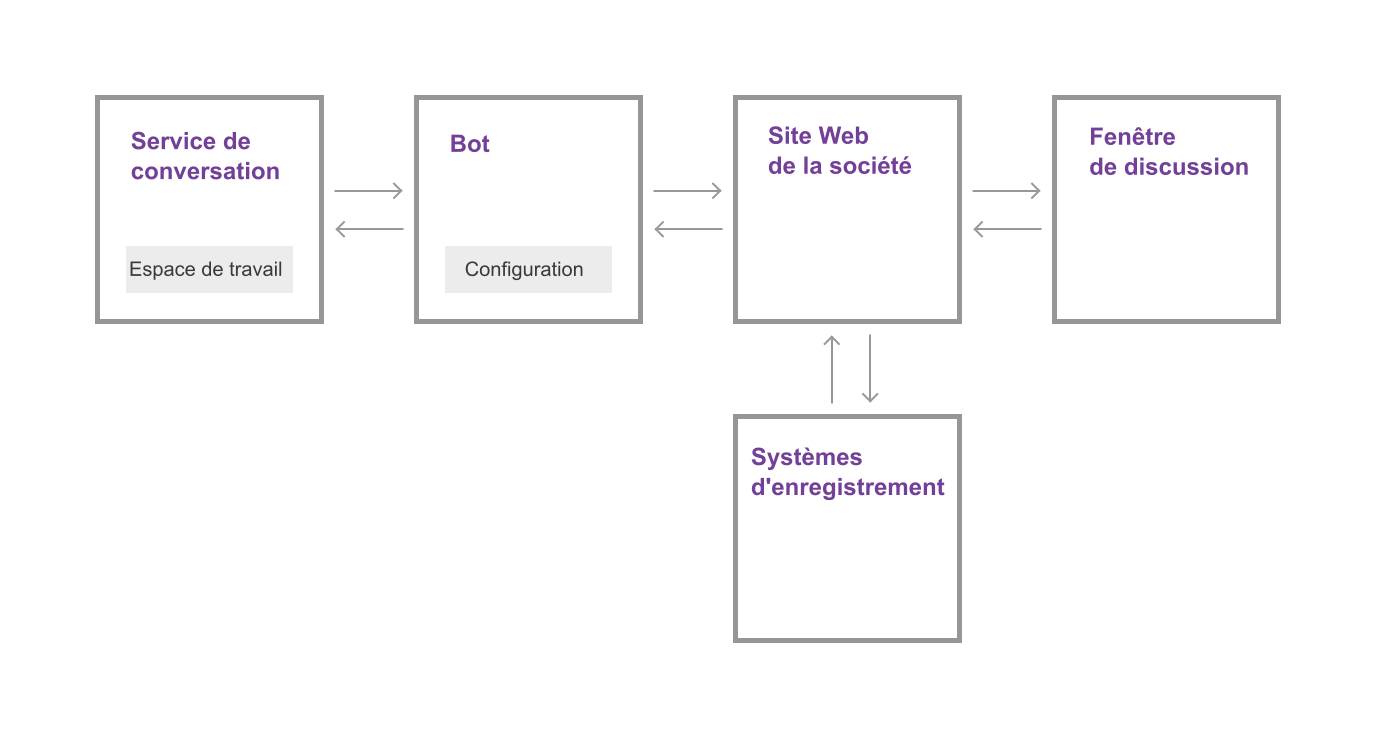 Service de
conversation
Espace de travail
Bot
Configuration
Site Web
de la société
Fenêtre
de discussion
Systèmes
d'enregistrement